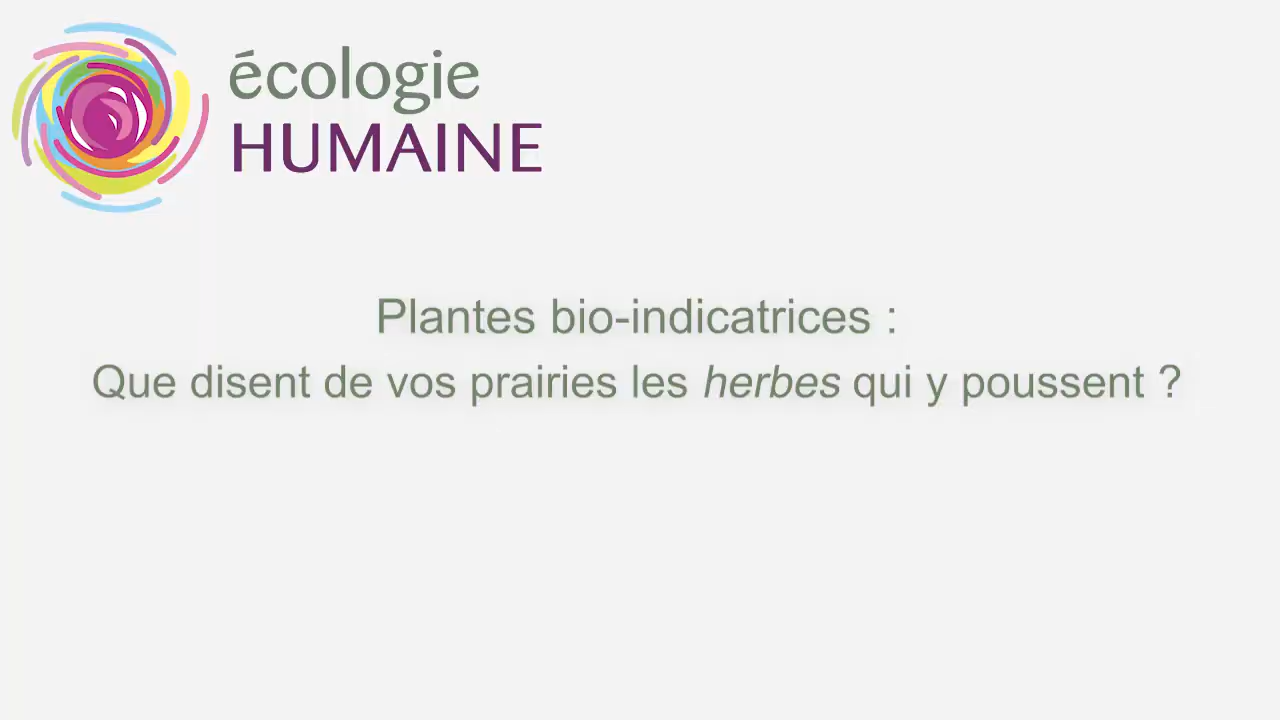 écologie
HUMAINE
Plantes bio-indicatrices :
Que disent de vos prairies les herbes qui y poussent ?